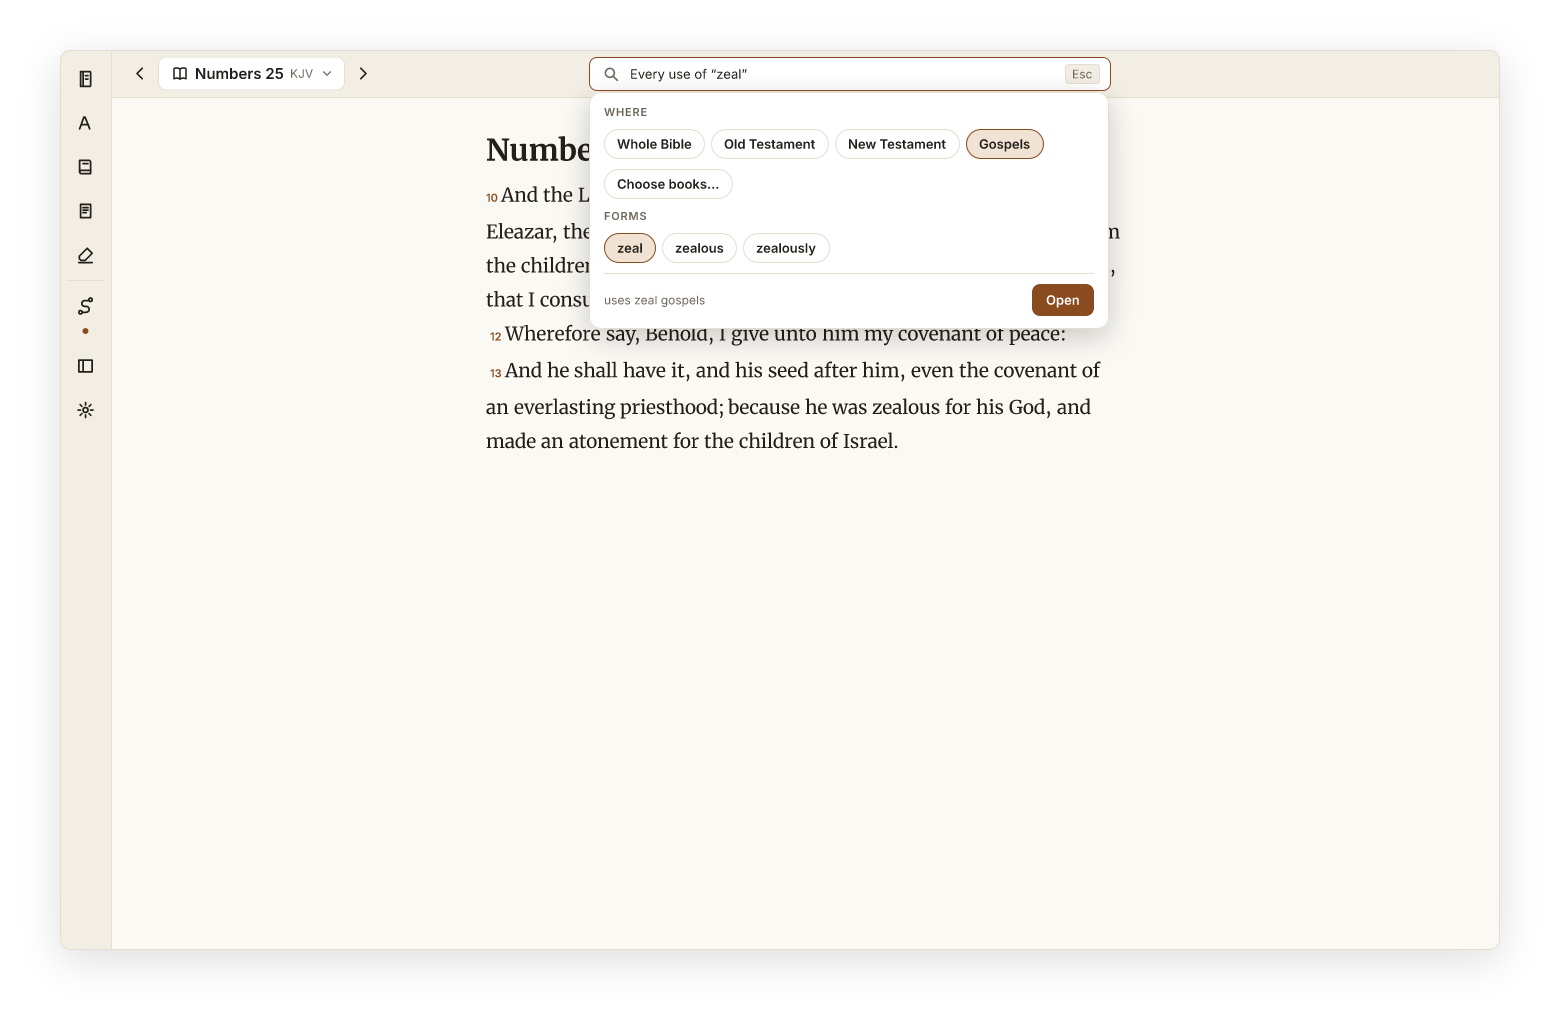 Numbers 25 KJV
Every use of “zeal”
Esc
WHERE
Whole Bible
Old Testament
New Testament
Gospels
Choose books...
FORMS
zeal
zealous
zealously
uses zeal gospels
Open
10 And the
Eleazar, the
the
that I
12 Wherefore say, Behold, I give unto him my covenant of peace:
13 And he shall have it, and his seed after him, even the covenant of
an everlasting priesthood; because he was zealous for his God, and
made an atonement for the children of Israel.